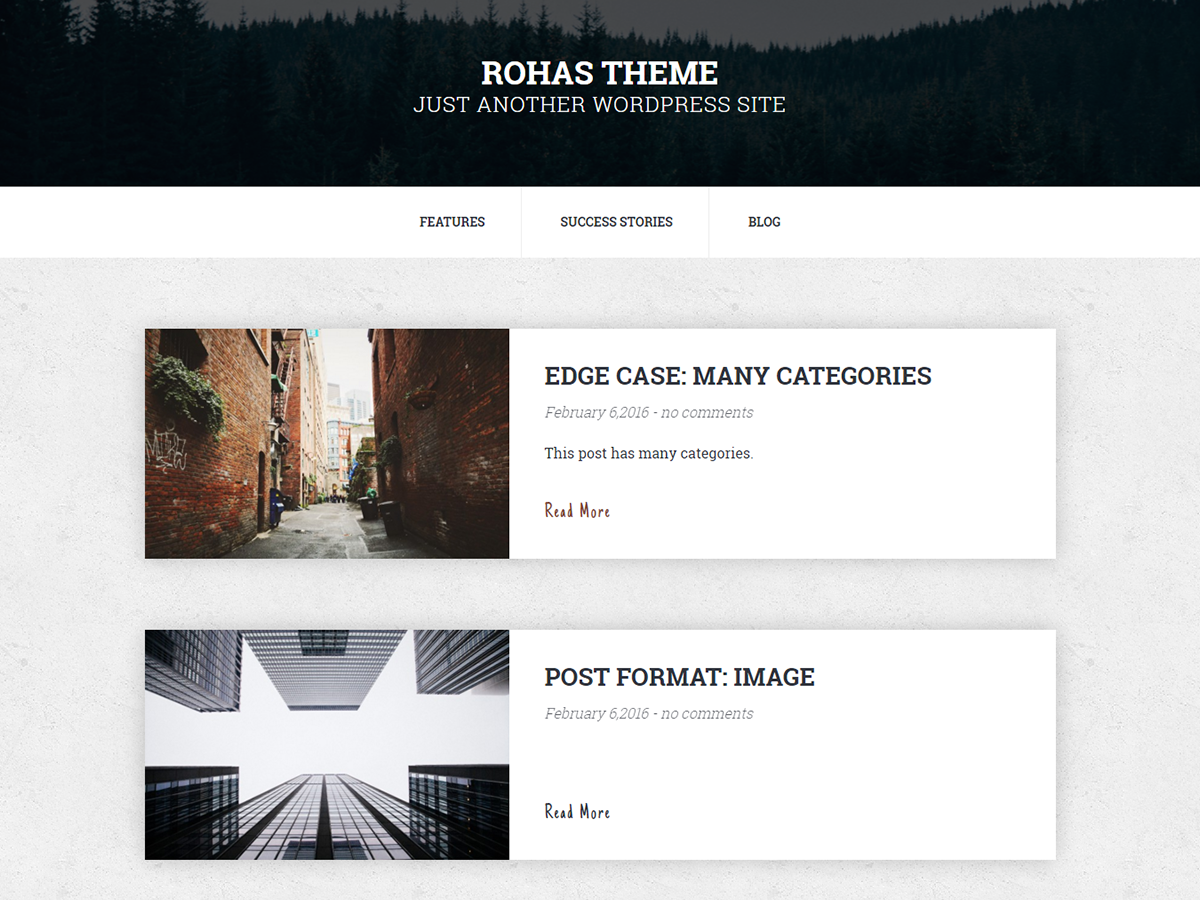 ROHAS THEME
JUST ANOTHER WORDPRESS SITE
FEATURES
SUCCESS STORIES
BLOG
EDGE CASE: MANY CATEGORIES
February 6,2016 - no comments
This post has many categories.
Read More
POST FORMAT: IMAGE
February 6,2016 - no comments
Read More